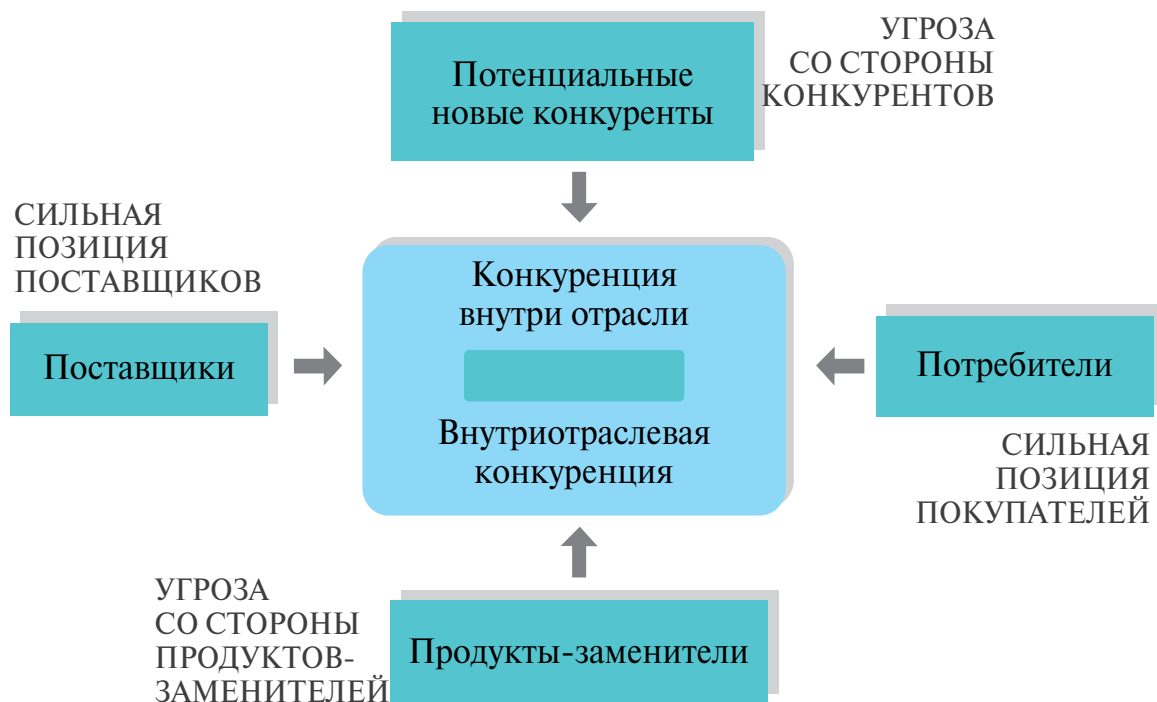 Потенциальные
новые конкуренты
УГРОЗА
СО СТОРОНЫ
КОНКУРЕНТОВ
СИЛЬНАЯ
ПОЗИЦИЯ
ПОСТАВЩИКОВ
Поставщики
Конкуренция
внутри отрасли
Внутриотраслевая
конкуренция
Потребители
СИЛЬНАЯ
ПОЗИЦИЯ
ПОКУПАТЕЛЕЙ
УГРОЗА
СО СТОРОНЫ
ПРОДУКТОВ-
ЗАМЕНИТЕЛЕЙ
Продукты-заменители